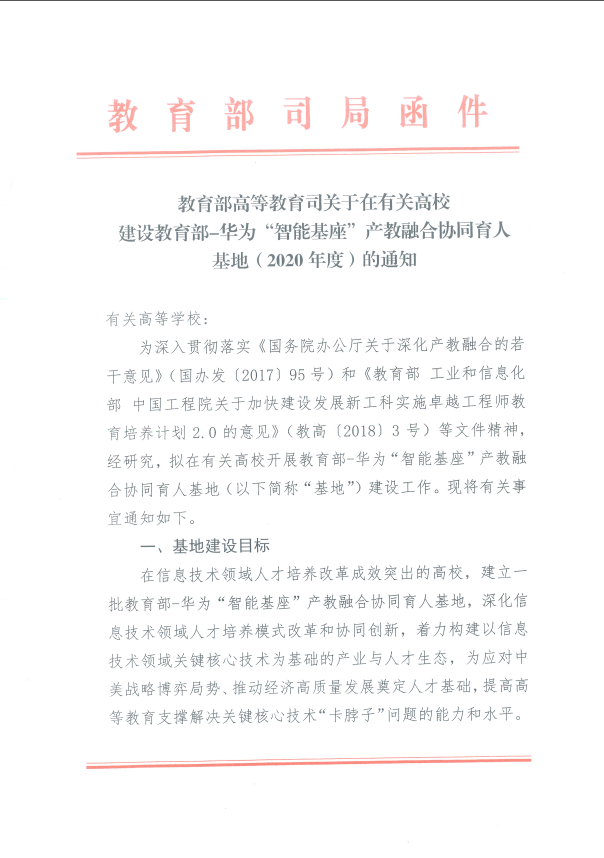 教育部司局函件
教育部高等教育司关于在有关高校
建设教育部-华为“智能基座”产教融合协同育人
基地（2020 年度）的通知
有关高等学校：
为深入贯彻落实《国务院办公厅关于深化产教融合的若
干意见》（国办发〔2017〕95 号）和《教育部 工业和信息化
部 中国工程院关于加快建设发展新工科实施卓越工程师教
育培养计划 2.0 的意见》（教高〔2018〕3 号）等文件精神，
经研究，拟在有关高校开展教育部-华为“智能基座”产教融
合协同育人基地（以下简称“基地”）建设工作。现将有关事
宜通知如下。
一、基地建设目标
在信息技术领域人才培养改革成效突出的高校，建立一
批教育部-华为“智能基座”产教融合协同育人基地，深化信
息技术领域人才培养模式改革和协同创新，着力构建以信息
技术领域关键核心技术为基础的产业与人才生态，为应对中
美战略博弈局势、推动经济高质量发展奠定人才基础，提高高
等教育支撑解决关键核心技术“卡脖子”问题的能力和水平。